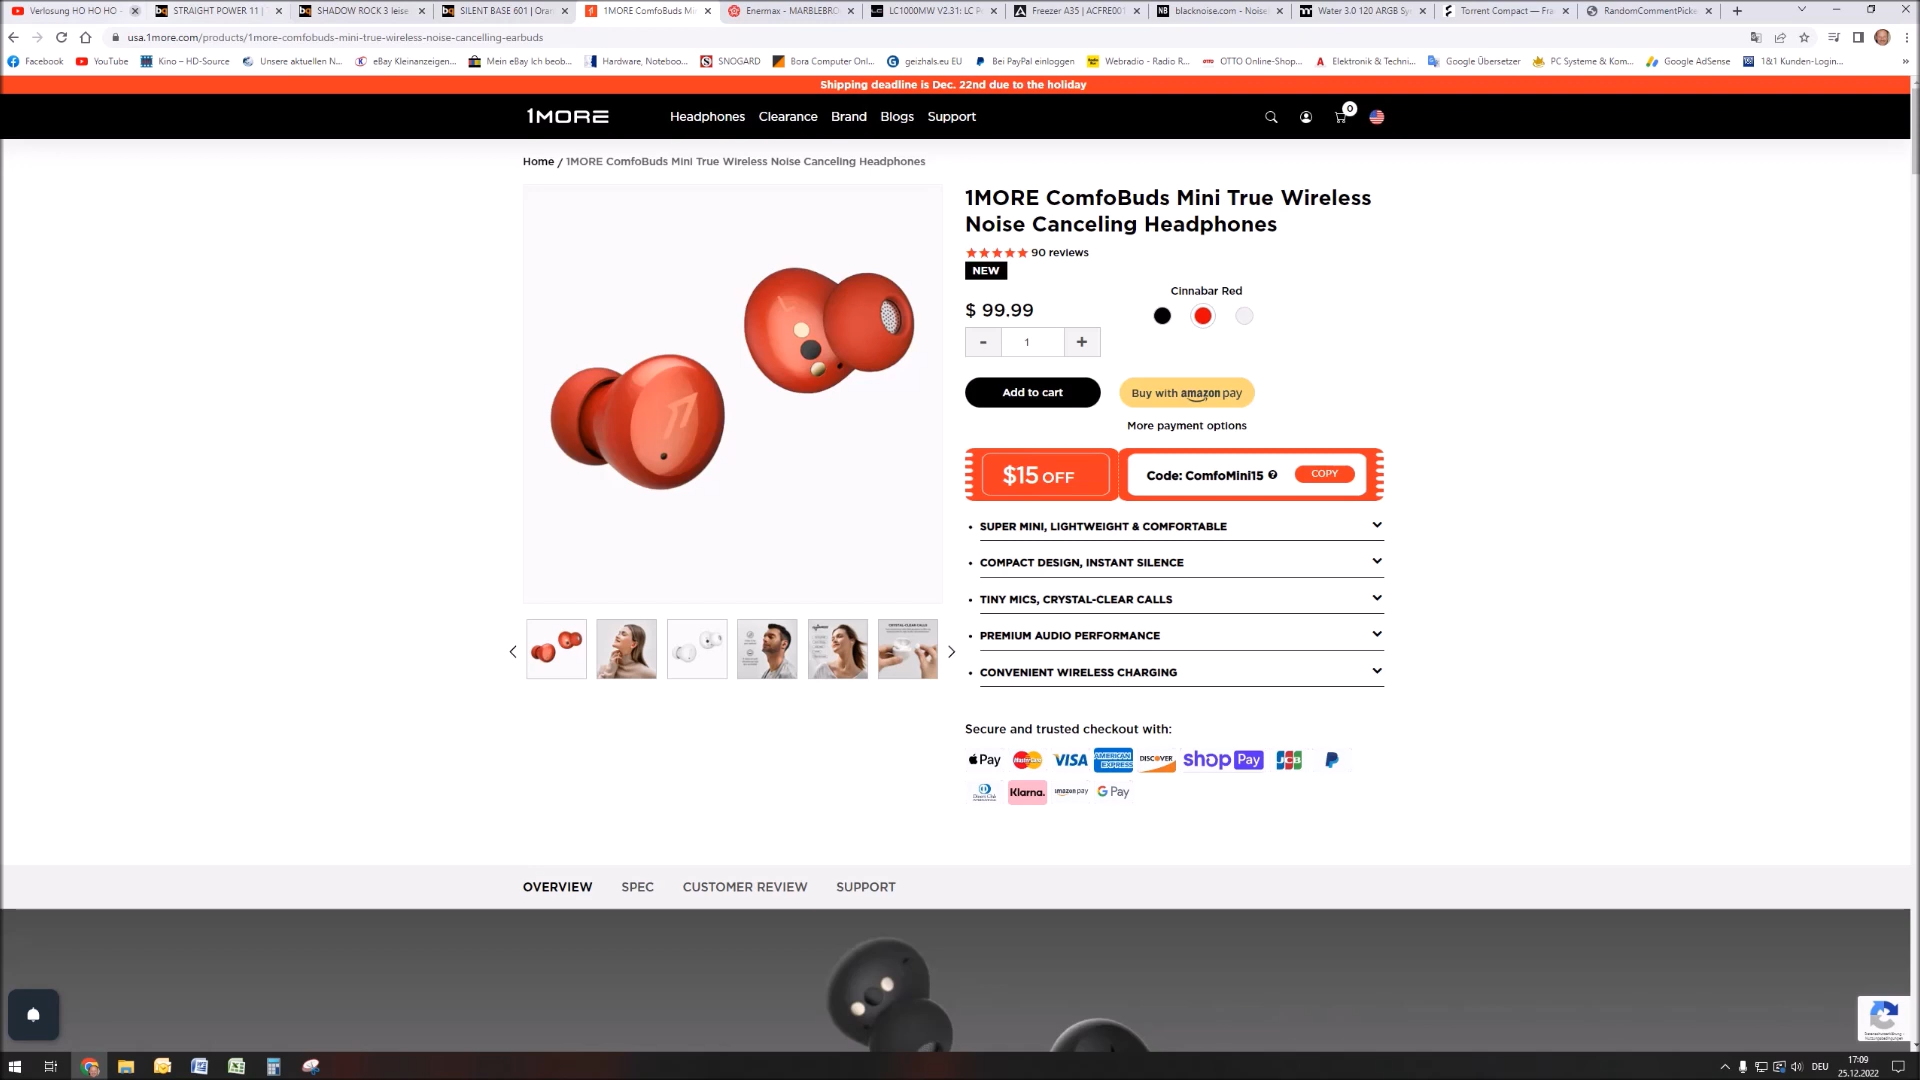 Verlosung HO HO HO -
STRAIGHT POWER 11 |
SHADOW ROCK 3 leise
SILENT BASE 601 | Ora
1MORE ComfoBuds Mi
Enermax - MARBLEBRO
LC1000MW V2.31: LC P
Freezer A35 | ACFRE001
blacknoise.com - Noise
Water 3.0 120 ARGB Sy
Torrent Compact — Fra
RandomCommentPicke
usa.1more.com/products/1more-comfobuds-mini-true-wireless-noise-cancelling-earbuds
Facebook
YouTube
Kino – HD-Source
Unsere aktuellen N...
eBay Kleinanzeigen...
Mein eBay Ich beob...
Hardware, Noteboo...
SNOGARD
Bora Computer Onl...
geizhals.eu EU
Bei PayPal einloggen
Webradio - Radio R...
OTTO Online-Shop...
Elektronik & Techni...
Google Übersetzer
PC Systeme & Kom...
Google AdSense
1&1 Kunden-Login...
Shipping deadline is Dec. 22nd due to the holiday
1MORE
Headphones Clearance Brand Blogs Support
0
Home / 1MORE ComfoBuds Mini True Wireless Noise Canceling Headphones
1MORE ComfoBuds Mini True Wireless
Noise Canceling Headphones
90 reviews
NEW
Cinnabar Red
$ 99.99
- 1 +
Add to cart
Buy with amazon pay
More payment options
$15 OFF
Code: ComfoMini15
COPY
• SUPER MINI, LIGHTWEIGHT & COMFORTABLE
• COMPACT DESIGN, INSTANT SILENCE
• TINY MICS, CRYSTAL-CLEAR CALLS
• PREMIUM AUDIO PERFORMANCE
• CONVENIENT WIRELESS CHARGING
Secure and trusted checkout with:
Pay MasterCard VISA AMERICAN EXPRESS DISCOVER shop Pay JCB
Klarna. amazon pay G Pay
OVERVIEW SPEC CUSTOMER REVIEW SUPPORT
DEU
17:09
25.12.2022